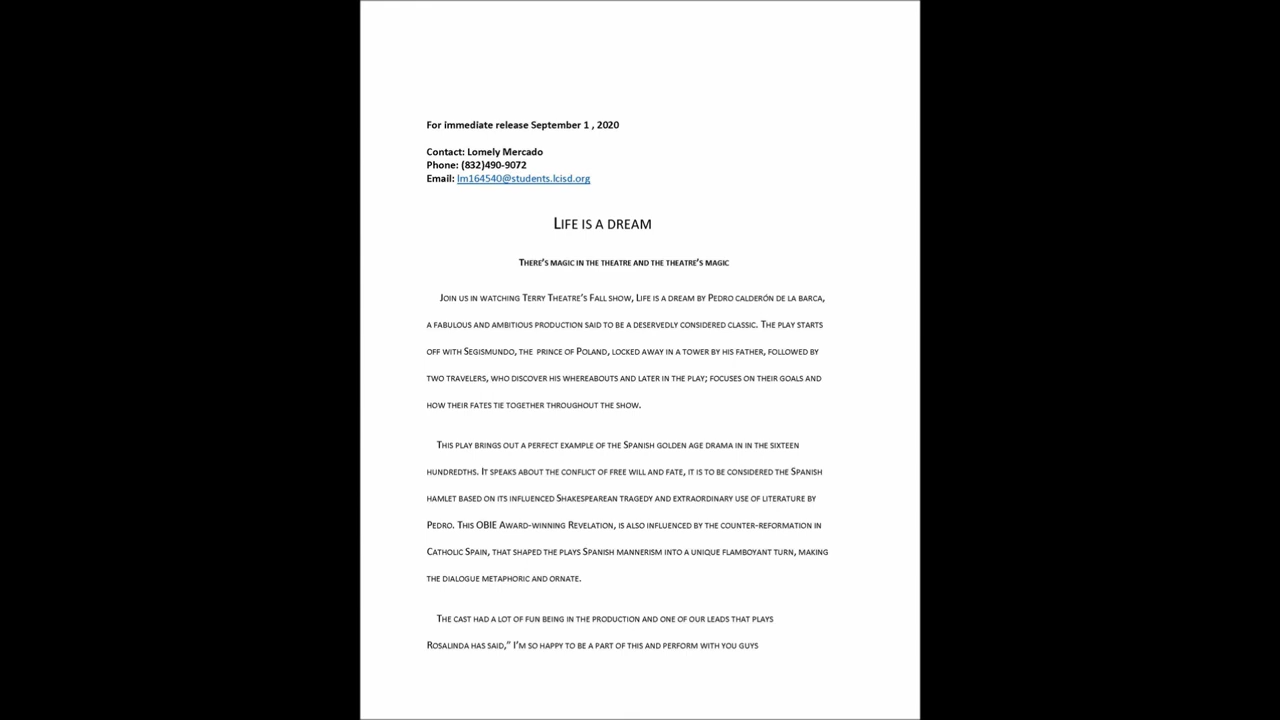 For immediate release September 1 , 2020
Contact: Lomely Mercado
Phone: (832)490-9072
Email: lm164540@students.lcisd.org
LIFE IS A DREAM
THERE'S MAGIC IN THE THEATRE AND THE THEATRE'S MAGIC
JOIN US IN WATCHING TERRY THEATRE'S FALL SHOW, LIFE IS A DREAM BY PEDRO CALDERÓN DE LA BARCA,
A FABULOUS AND AMBITIOUS PRODUCTION SAID TO BE A DESERVEDLY CONSIDERED CLASSIC. THE PLAY STARTS
OFF WITH SEGISMUNDO, THE PRINCE OF POLAND, LOCKED AWAY IN A TOWER BY HIS FATHER, FOLLOWED BY
TWO TRAVELERS, WHO DISCOVER HIS WHEREABOUTS AND LATER IN THE PLAY; FOCUSES ON THEIR GOALS AND
HOW THEIR FATES TIE TOGETHER THROUGHOUT THE SHOW.
THIS PLAY BRINGS OUT A PERFECT EXAMPLE OF THE SPANISH GOLDEN AGE DRAMA IN IN THE SIXTEEN
HUNDREDTHS. IT SPEAKS ABOUT THE CONFLICT OF FREE WILL AND FATE, IT IS TO BE CONSIDERED THE SPANISH
HAMLET BASED ON ITS INFLUENCED SHAKESPEAREAN TRAGEDY AND EXTRAORDINARY USE OF LITERATURE BY
PEDRO. THIS OBIE AWARD-WINNING REVELATION, IS ALSO INFLUENCED BY THE COUNTER-REFORMATION IN
CATHOLIC SPAIN, THAT SHAPED THE PLAYS SPANISH MANNERISM INTO A UNIQUE FLAMBOYANT TURN, MAKING
THE DIALOGUE METAPHORIC AND ORNATE.
THE CAST HAD A LOT OF FUN BEING IN THE PRODUCTION AND ONE OF OUR LEADS THAT PLAYS
ROSALINDA HAS SAID," I'M SO HAPPY TO BE A PART OF THIS AND PERFORM WITH YOU GUYS